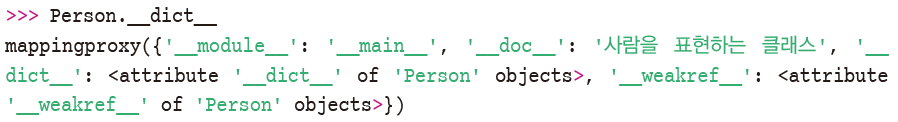 >>> Person.__dict__
mappingproxy({'__module__': '__main__', '__doc__': '사람을 표현하는 클래스', '__
dict__': <attribute '__dict__' of 'Person' objects>, '__weakref__': <attribute
'__weakref__' of 'Person' objects>})